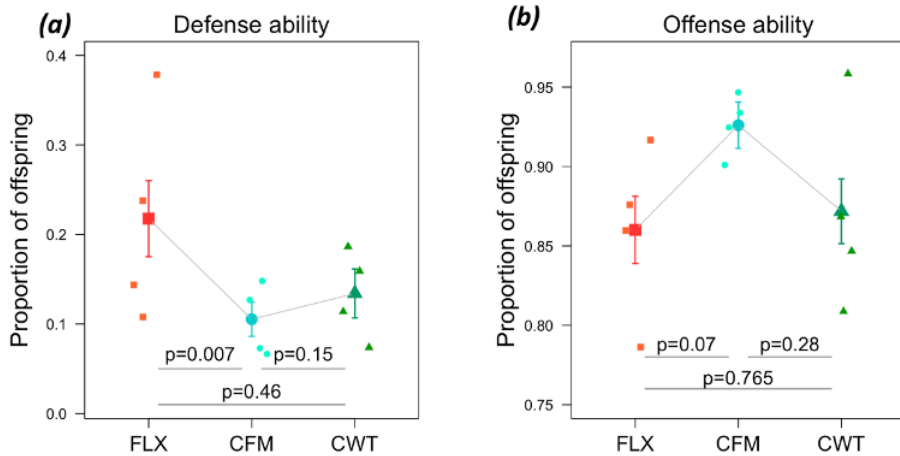 (a)
Defense ability
Proportion of offspring
0.4
0.3
0.2
0.1
0.0
p=0.007
p=0.15
p=0.46
FLX
CFM
CWT
(b)
Offense ability
Proportion of offspring
0.95
0.90
0.85
0.80
0.75
p=0.07
p=0.28
p=0.765
FLX
CFM
CWT